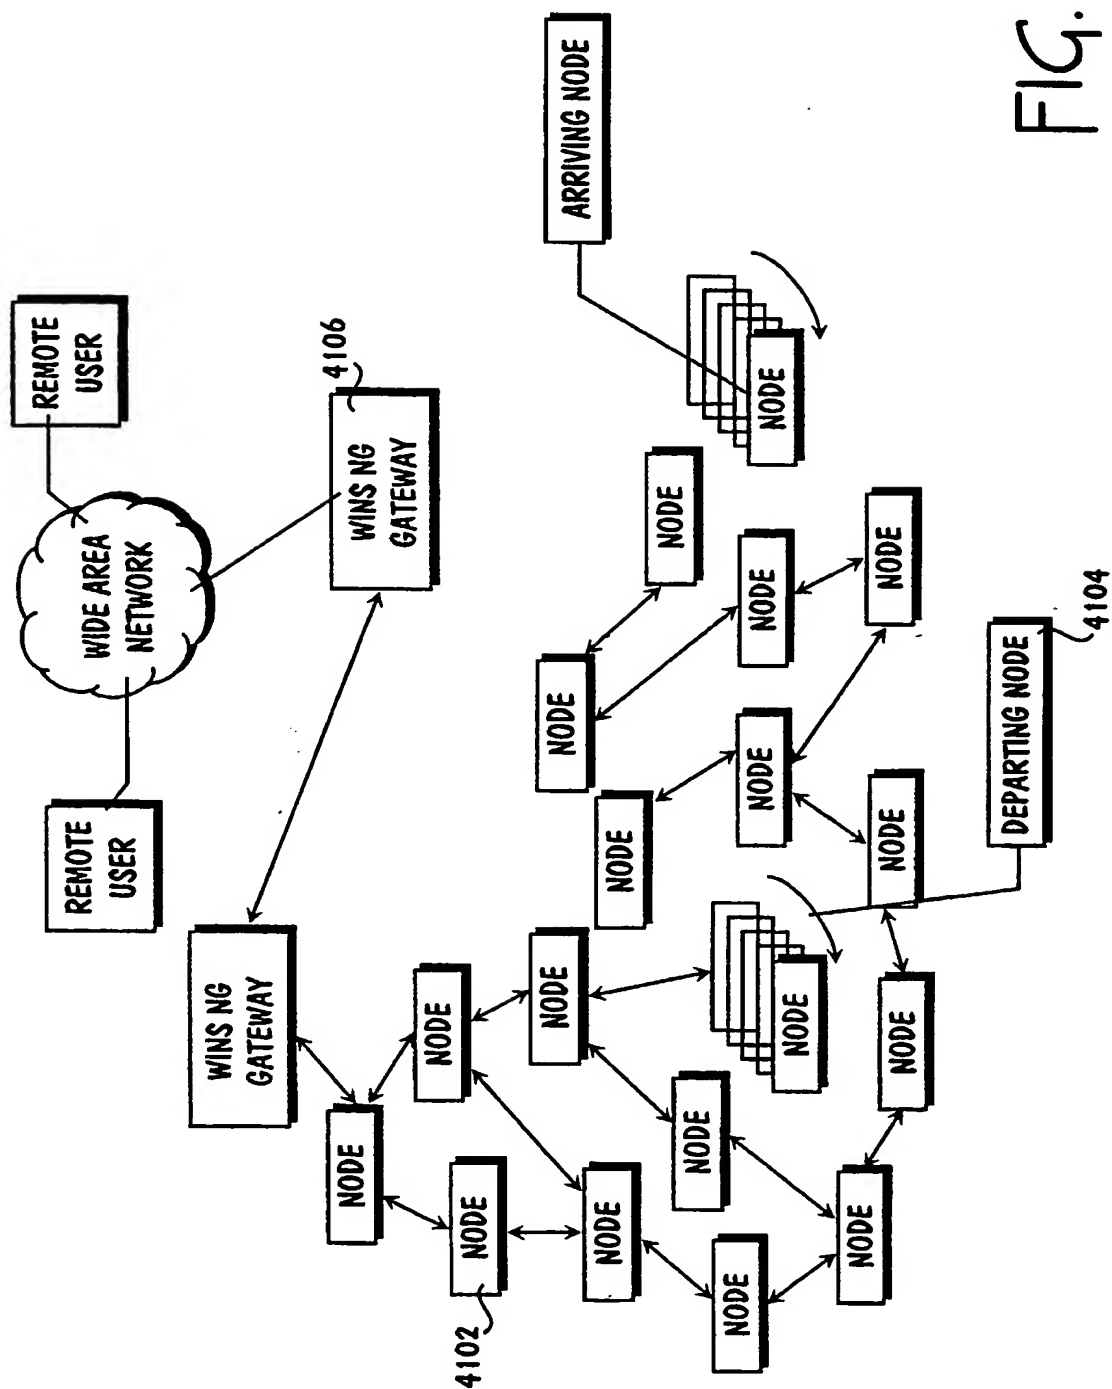 REMOTE
USER
REMOTE
USER
WIDE AREA
NETWORK
WINS NG
GATEWAY
4106
WINS NG
GATEWAY
NODE
NODE
4102
NODE
NODE
NODE
ARRIVING NODE
NODE
NODE
NODE
NODE
NODE
NODE
NODE
NODE
NODE
NODE
NODE
NODE
NODE
DEPARTING NODE
4104
FIG.